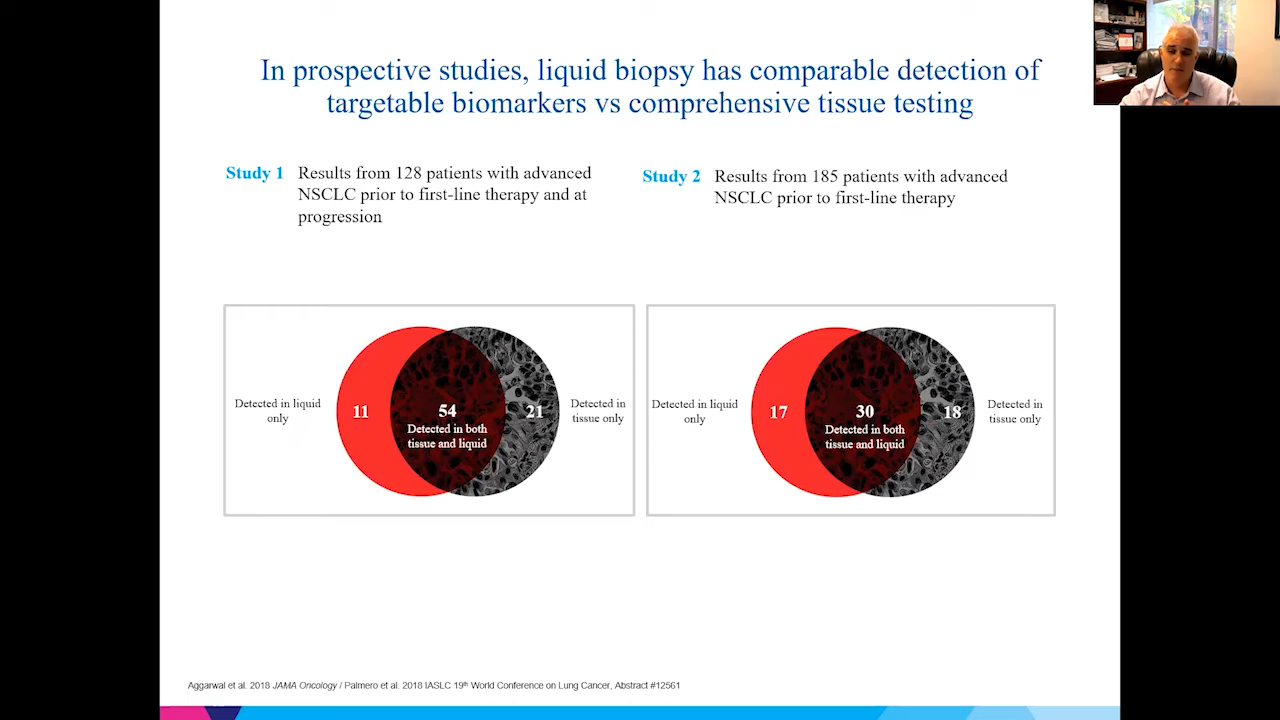 In prospective studies, liquid biopsy has comparable detection of
targetable biomarkers vs comprehensive tissue testing
Study 1 Results from 128 patients with advanced
NSCLC prior to first-line therapy and at
progression
Study 2 Results from 185 patients with advanced
NSCLC prior to first-line therapy
Detected in liquid
only
11
54
Detected in both
tissue and liquid
21
Detected in
tissue only
Detected in liquid
only
17
30
Detected in both
tissue and liquid
18
Detected in
tissue only
Aggarwal et al. 2018 JAMA Oncology / Palmero et al. 2018 IASLC 19th World Conference on Lung Cancer, Abstract #12561